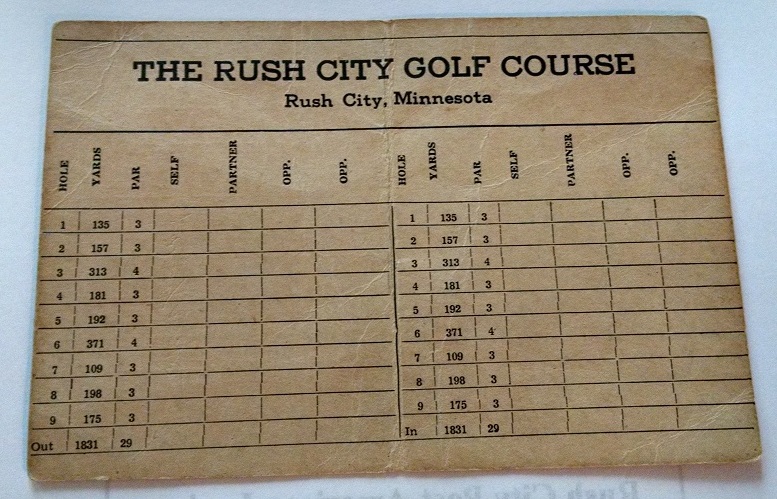 THE RUSH CITY GOLF COURSE
Rush City, Minnesota
HOLE YARDS PAR SELF PARTNER OPP. OPP. HOLE YARDS PAR SELF PARTNER OPP. OPP.
1 135 3 1 135 3
2 157 3 2 157 3
3 313 4 3 313 4
4 181 3 4 181 3
5 192 3 5 192 3
6 371 4 6 371 4
7 109 3 7 109 3
8 198 3 8 198 3
9 175 3 9 175 3
Out 1831 29 In 1831 29